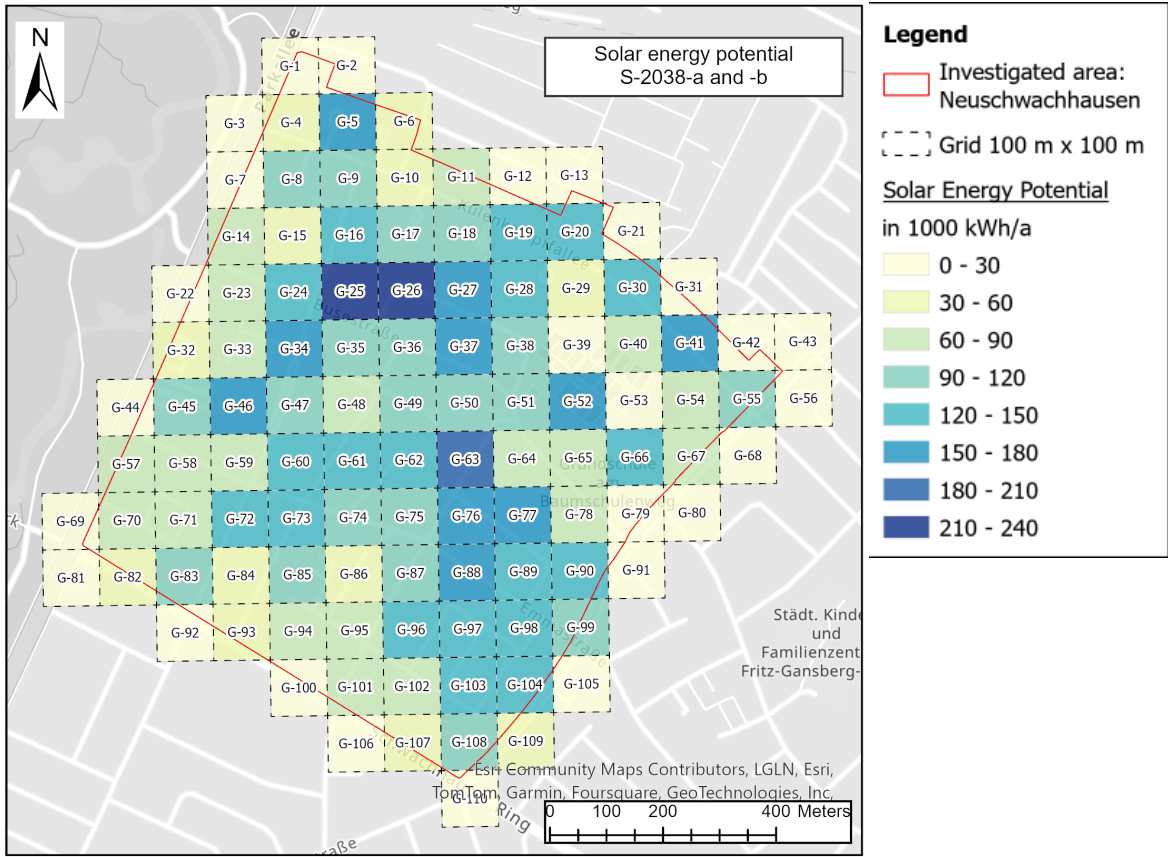 N
Parkallee
Solar energy potential
S-2038-a and -b
G-1 G-2
G-3 G-4 G-5 G-6
G-7 G-8 G-9 G-10 G-11 G-12 G-13
G-14 G-15 G-16 G-17 G-18 G-19 G-20 G-21
G-22 G-23 G-24 G-25 G-26 G-27 G-28 G-29 G-30 G-31
Busestraße
G-32 G-33 G-34 G-35 G-36 G-37 G-38 G-39 G-40 G-41 G-42 G-43
G-44 G-45 G-46 G-47 G-48 G-49 G-50 G-51 G-52 G-53 G-54 G-55 G-56
G-57 G-58 G-59 G-60 G-61 G-62 G-63 G-64 G-65 G-66 G-67 G-68
Grundschule
am
Baumschulenweg
G-69 G-70 G-71 G-72 G-73 G-74 G-75 G-76 G-77 G-78 G-79 G-80
G-81 G-82 G-83 G-84 G-85 G-86 G-87 G-88 G-89 G-90 G-91
Emmastraße
G-92 G-93 G-94 G-95 G-96 G-97 G-98 G-99
G-100 G-101 G-102 G-103 G-104 G-105
G-106 G-107 G-108 G-109
G-110
Ring
Städt. Kinde
und
Familienzent
Fritz-Gansberg-
Esri Community Maps Contributors, LGLN, Esri,
TomTom, Garmin, Foursquare, GeoTechnologies, Inc,
0 100 200 400 Meters
Legend
Investigated area:
Neuschwachhausen
Grid 100 m x 100 m
Solar Energy Potential
in 1000 kWh/a
0 - 30
30 - 60
60 - 90
90 - 120
120 - 150
150 - 180
180 - 210
210 - 240